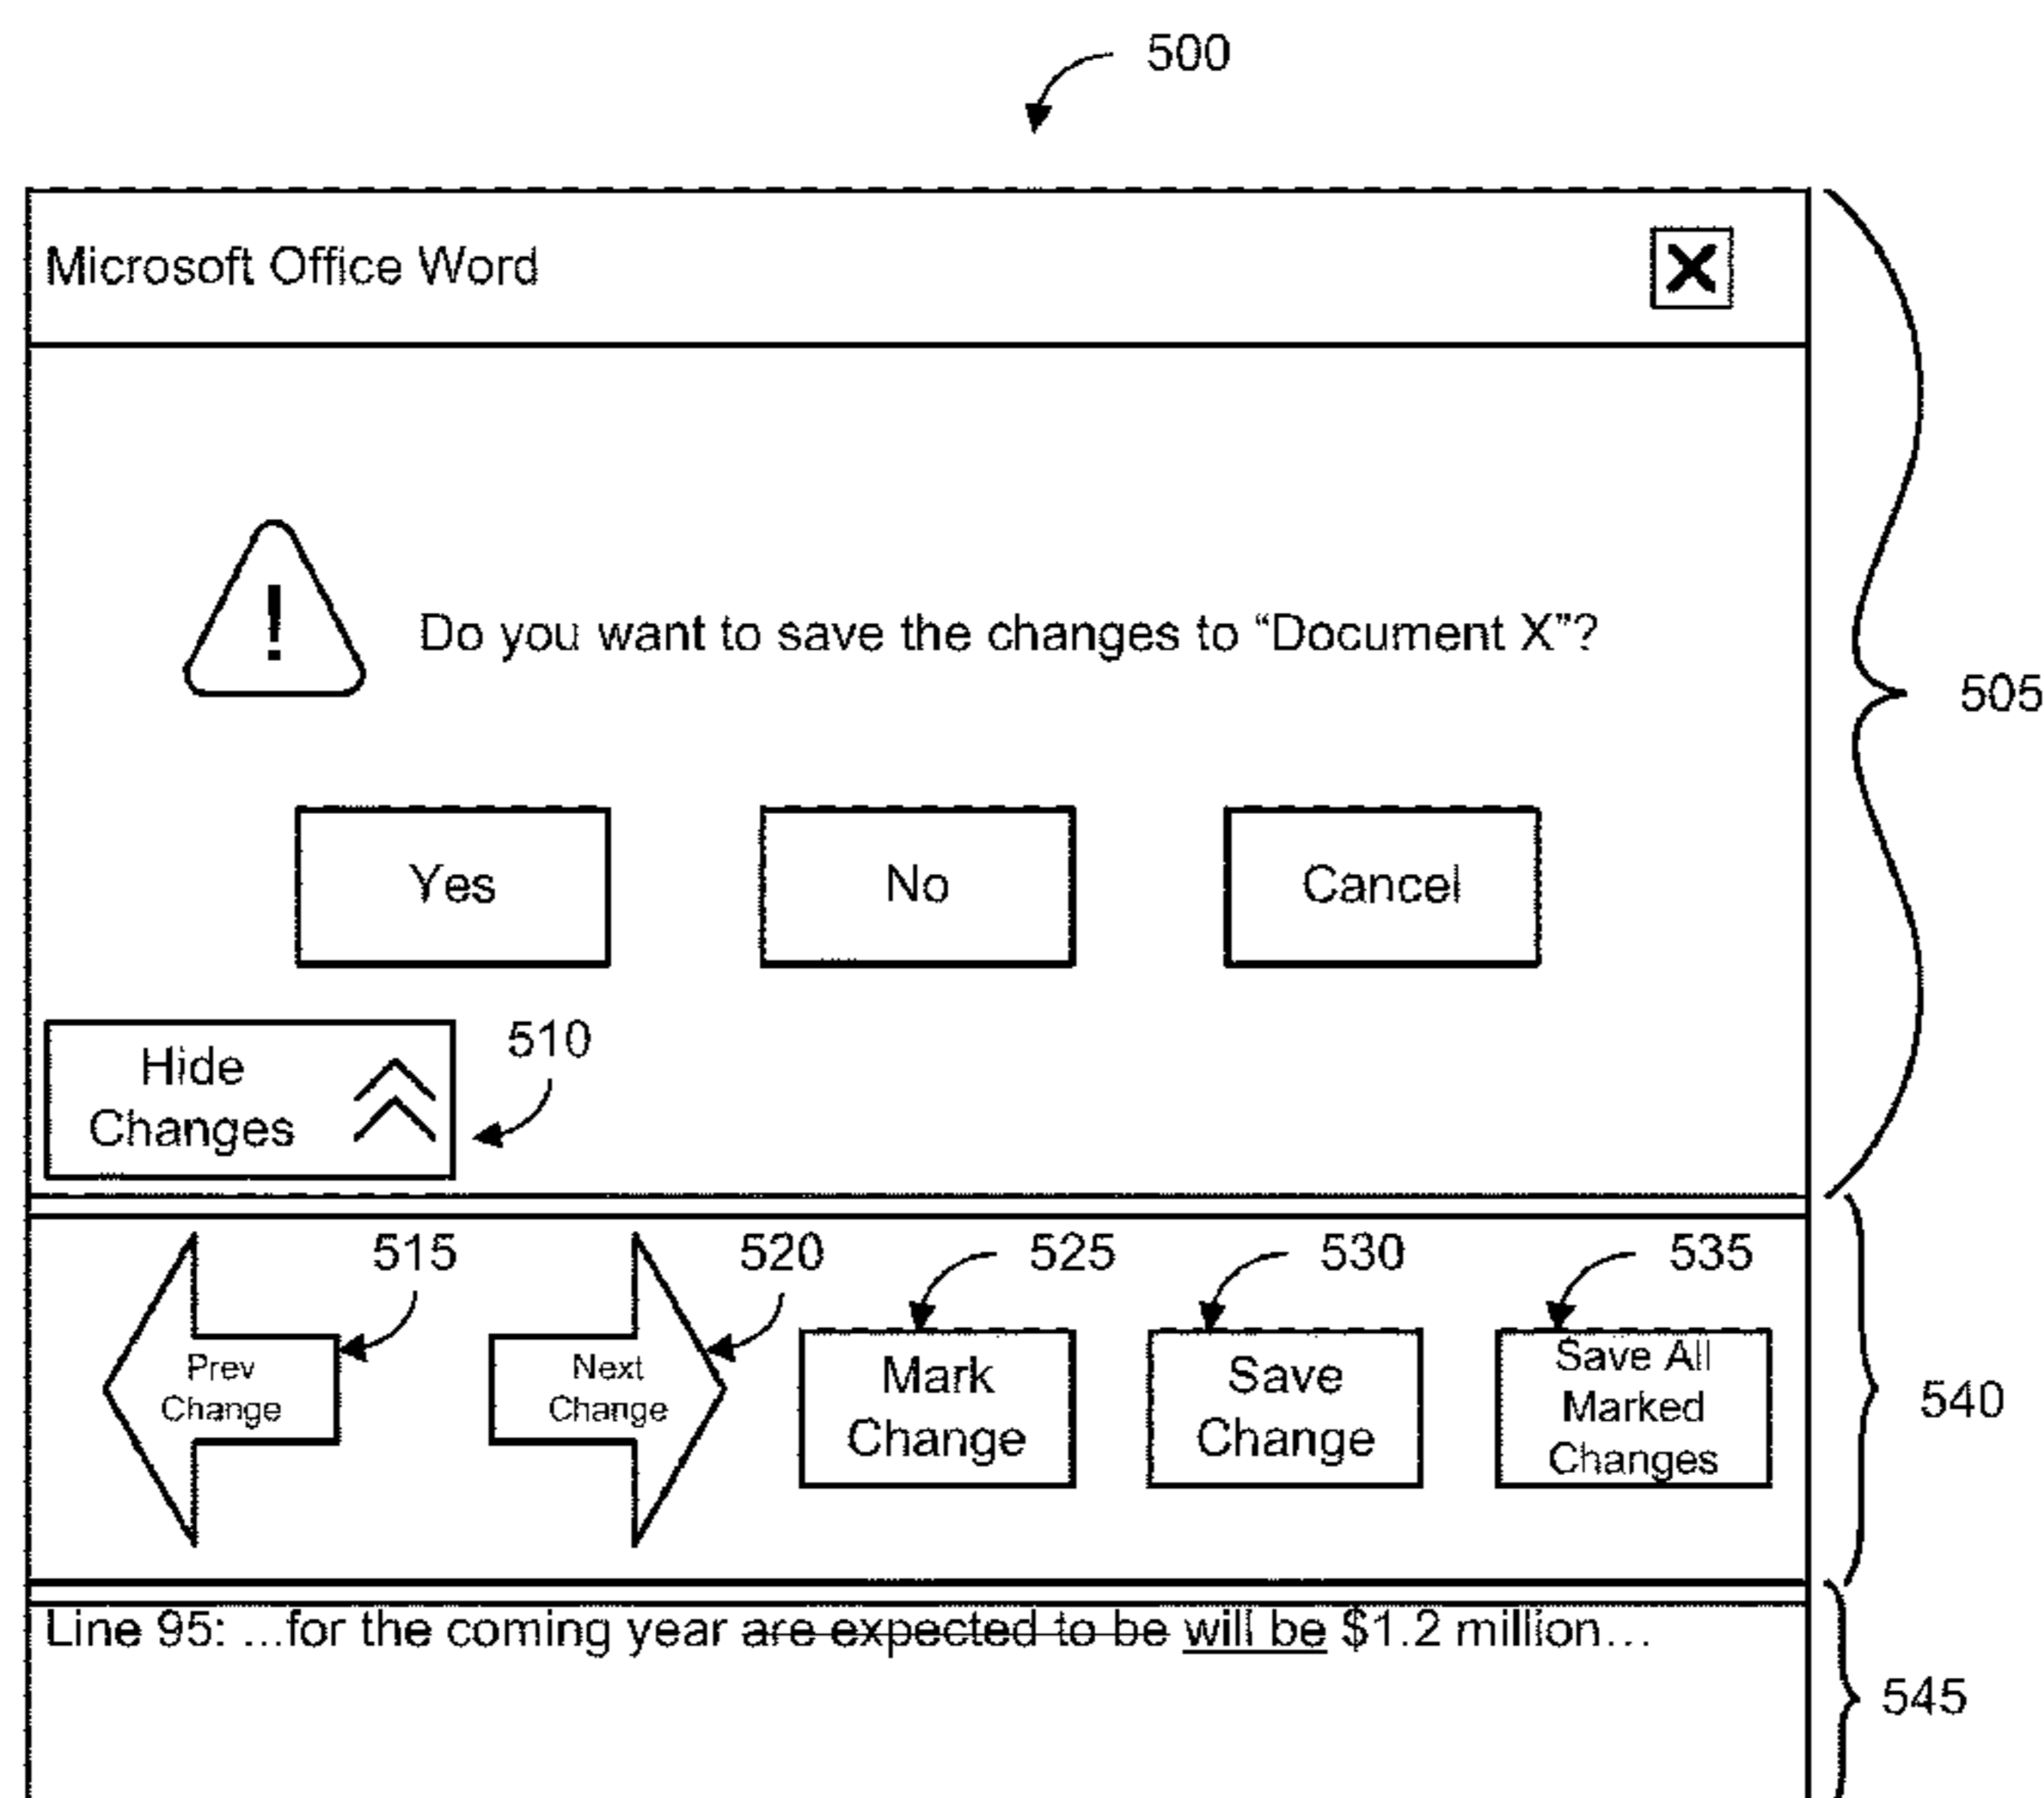 500
Microsoft Office Word
!
Do you want to save the changes to “Document X”?
505
Yes
No
Cancel
Hide
Changes
510
515
520
525
530
535
Prev
Change
Next
Change
Mark
Change
Save
Change
Save All
Marked
Changes
540
Line 95: ...for the coming year are expected to be will be $1.2 million...
545